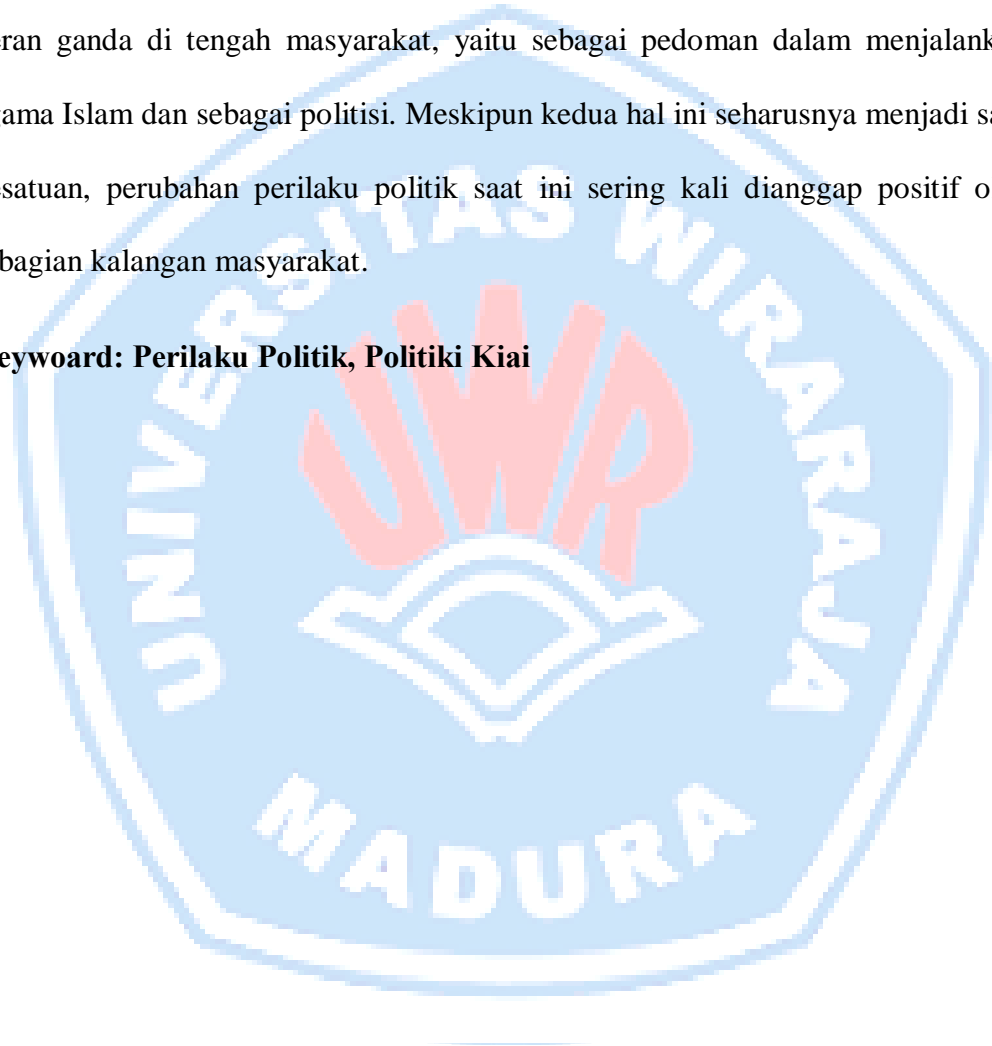 eran ganda di tengah masyarakat, yaitu sebagai pedoman dalam menjalank
gama Islam dan sebagai politisi. Meskipun kedua hal ini seharusnya menjadi sa
esatuan, perubahan perilaku politik saat ini sering kali dianggap positif o
bagian kalangan masyarakat.
eywoard: Perilaku Politik, Politiki Kiai
UNIVERSITAS WIRARAJA
UWR
MADURA